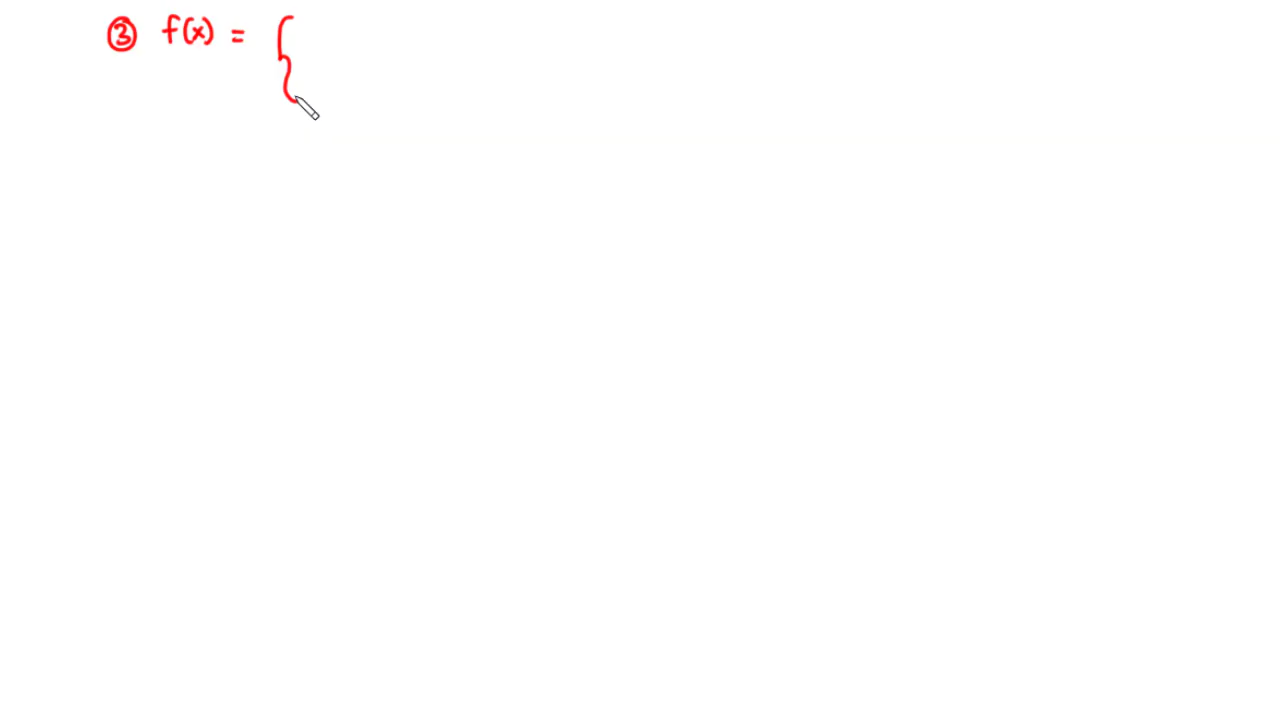 ③ f(x) = {